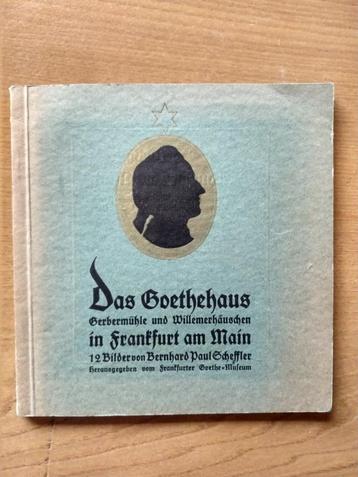 Das Goethehaus
Gerbermühle und Willemerhäuschen
in Frankfurt am Main
12 Bilder von Bernhard Paul Scheffler
Herausgegeben vom Frankfurter Goethe=Museum